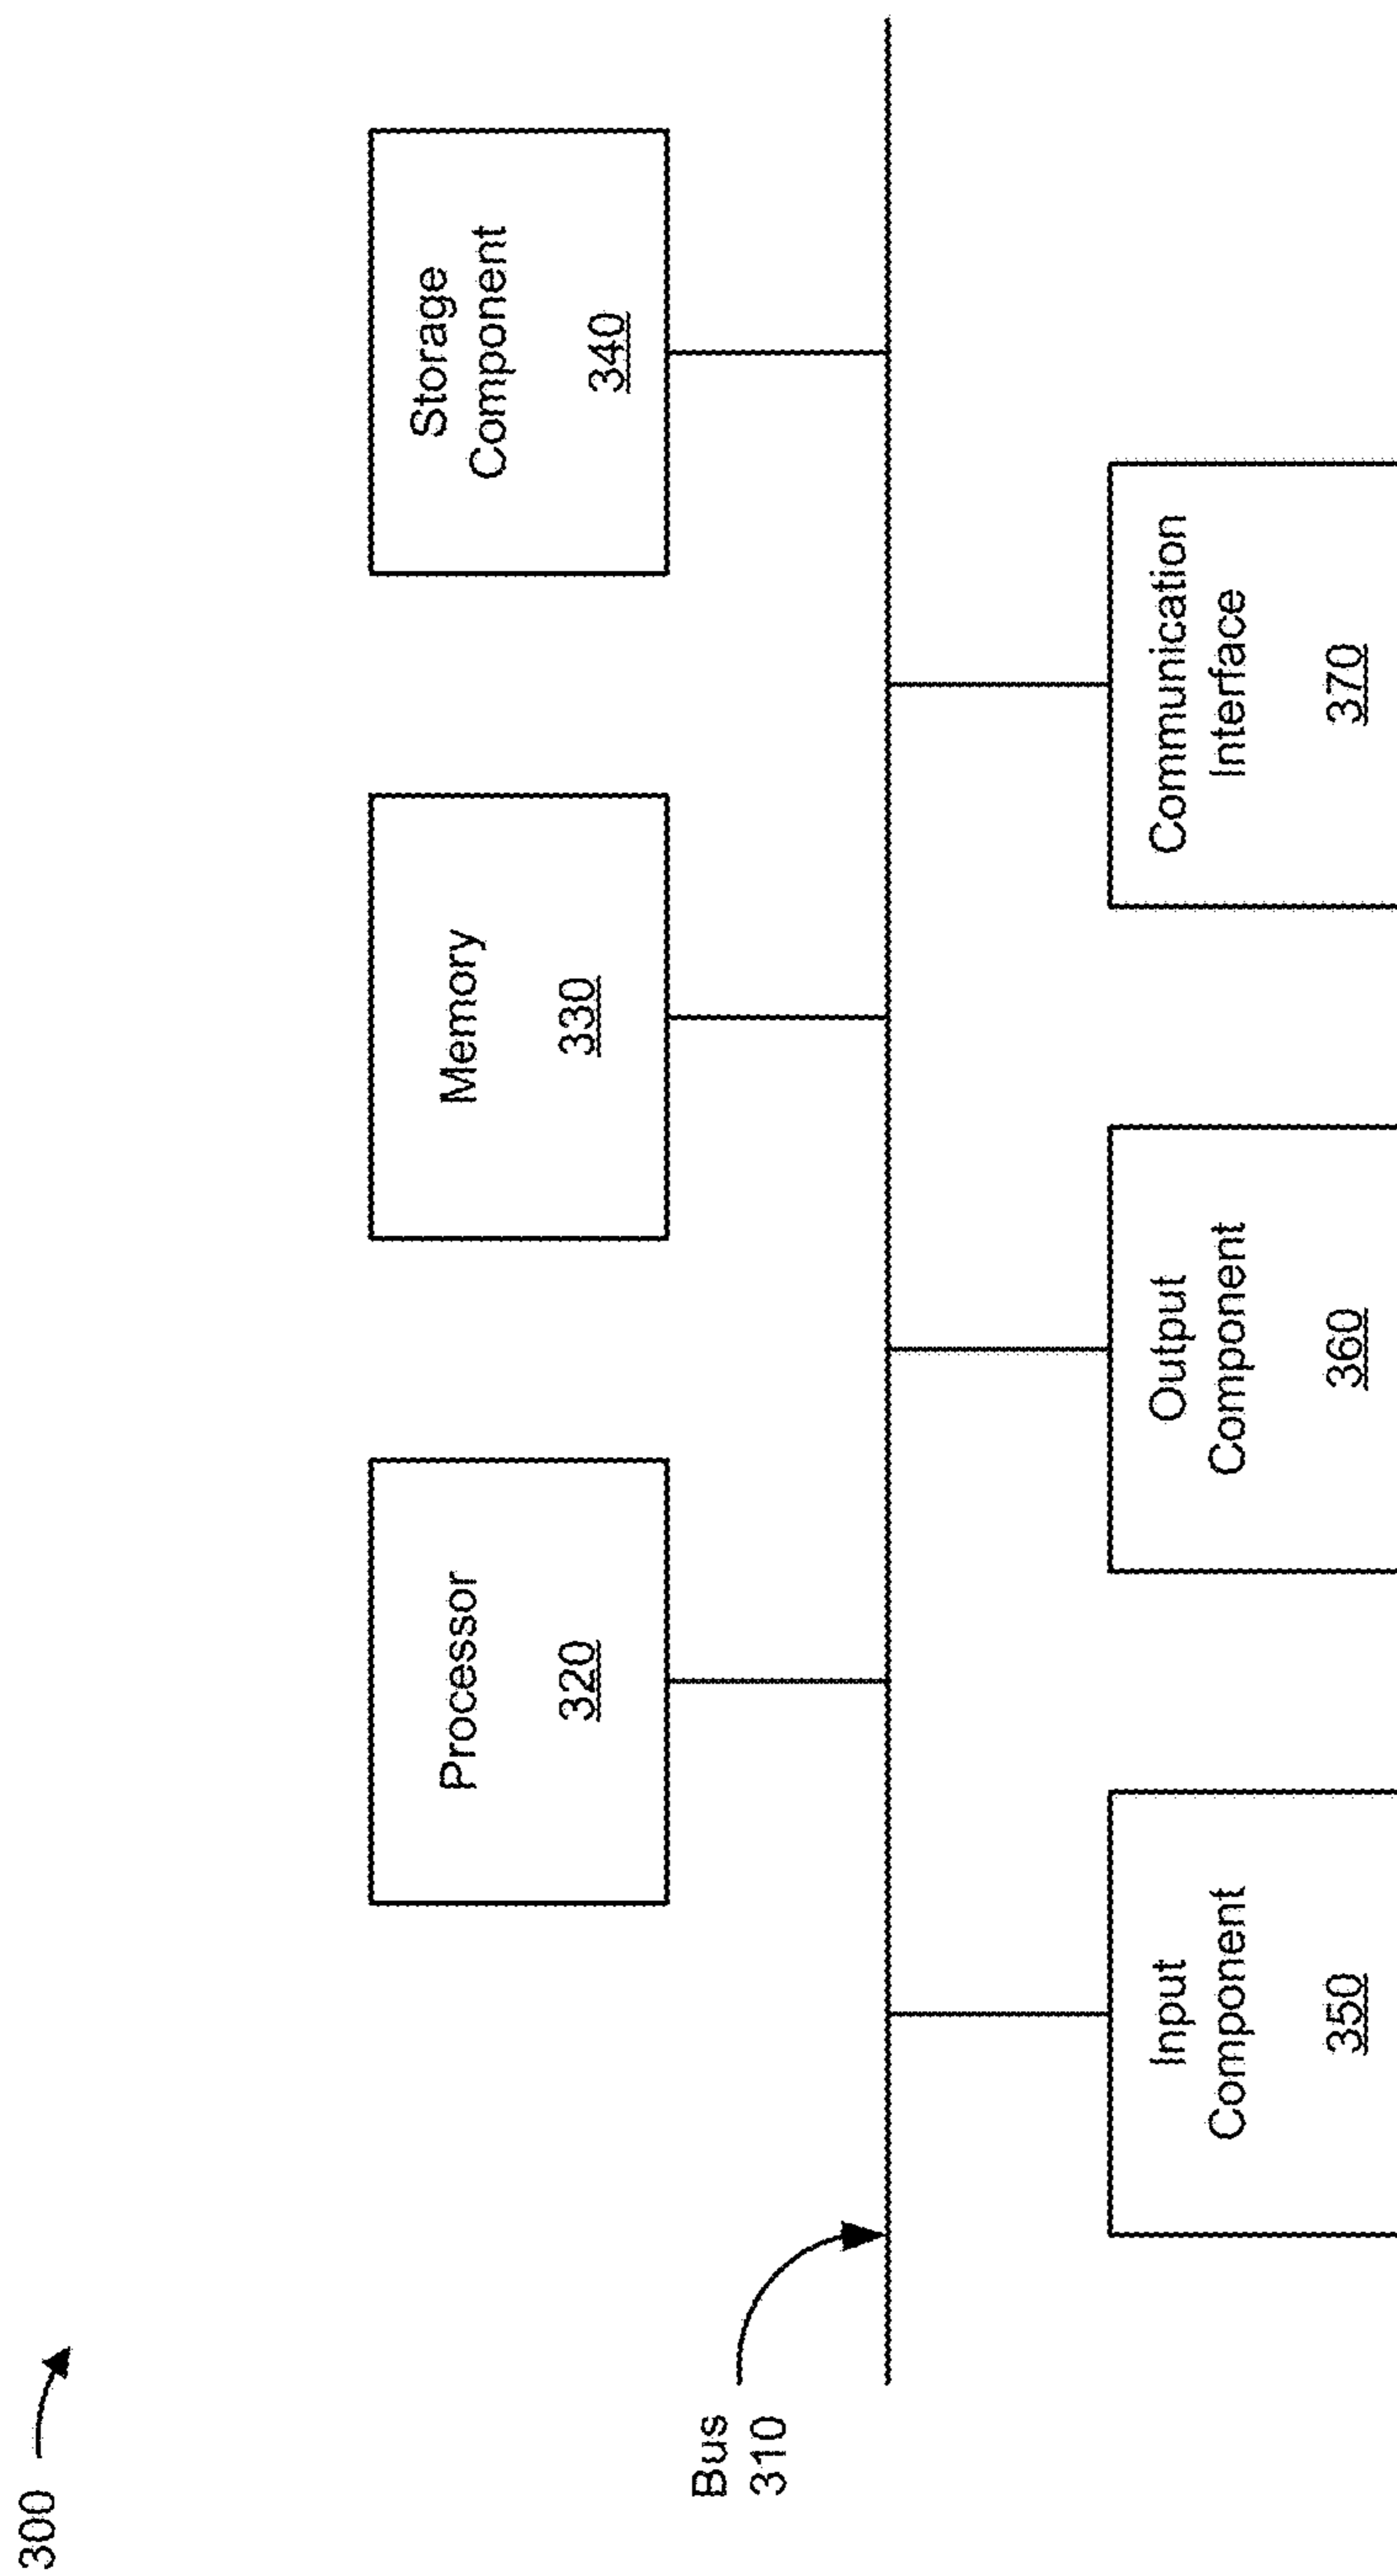 300
Processor
320
Memory
330
Storage
Component
340
Bus
310
Input
Component
350
Output
Component
360
Communication
Interface
370